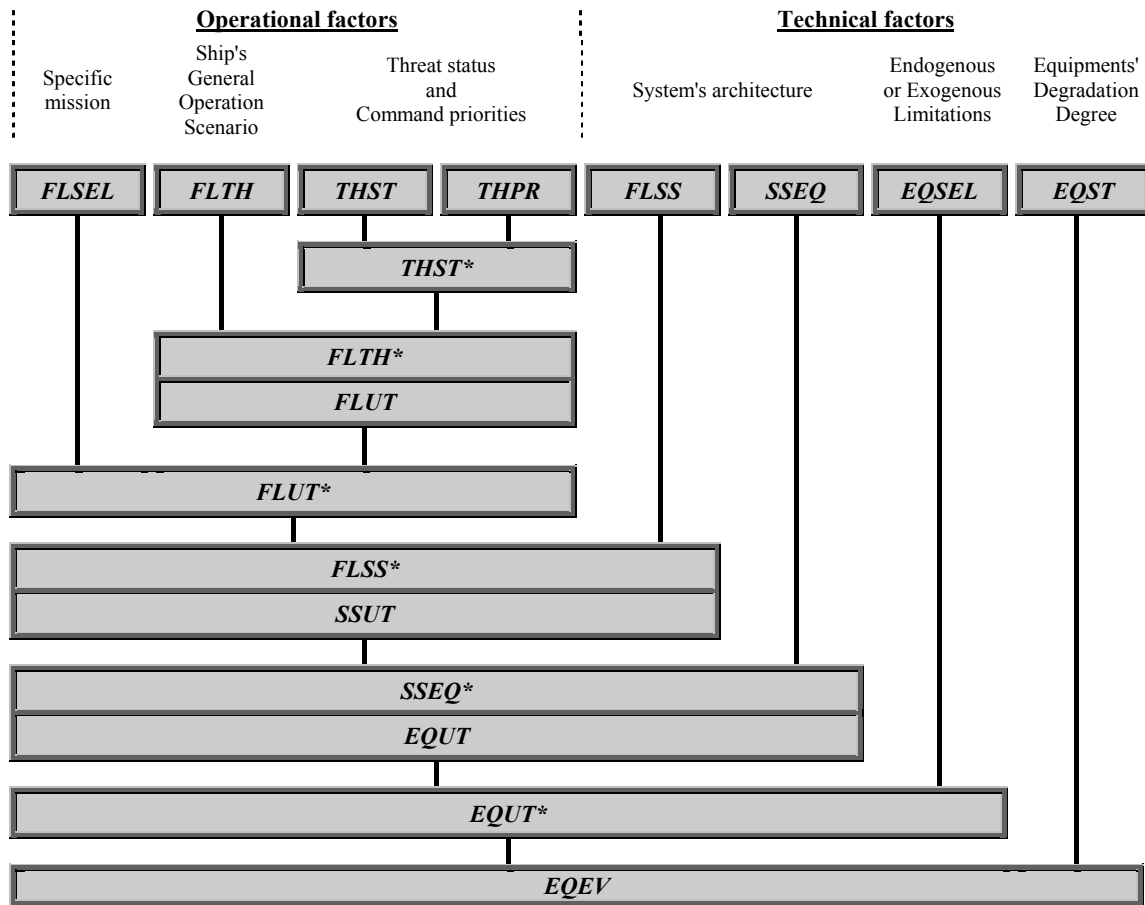 Operational factors
Technical factors
Specific
mission
Ship's
General
Operation
Scenario
Threat status
and
Command priorities
System's architecture
Endogenous
or Exogenous
Limitations
Equipments'
Degradation
Degree
FLSEL
FLTH
THST
THPR
FLSS
SSEQ
EQSEL
EQST
THST*
FLTH*
FLUT
FLUT*
FLSS*
SSUT
SSEQ*
EQUT
EQUT*
EQEV